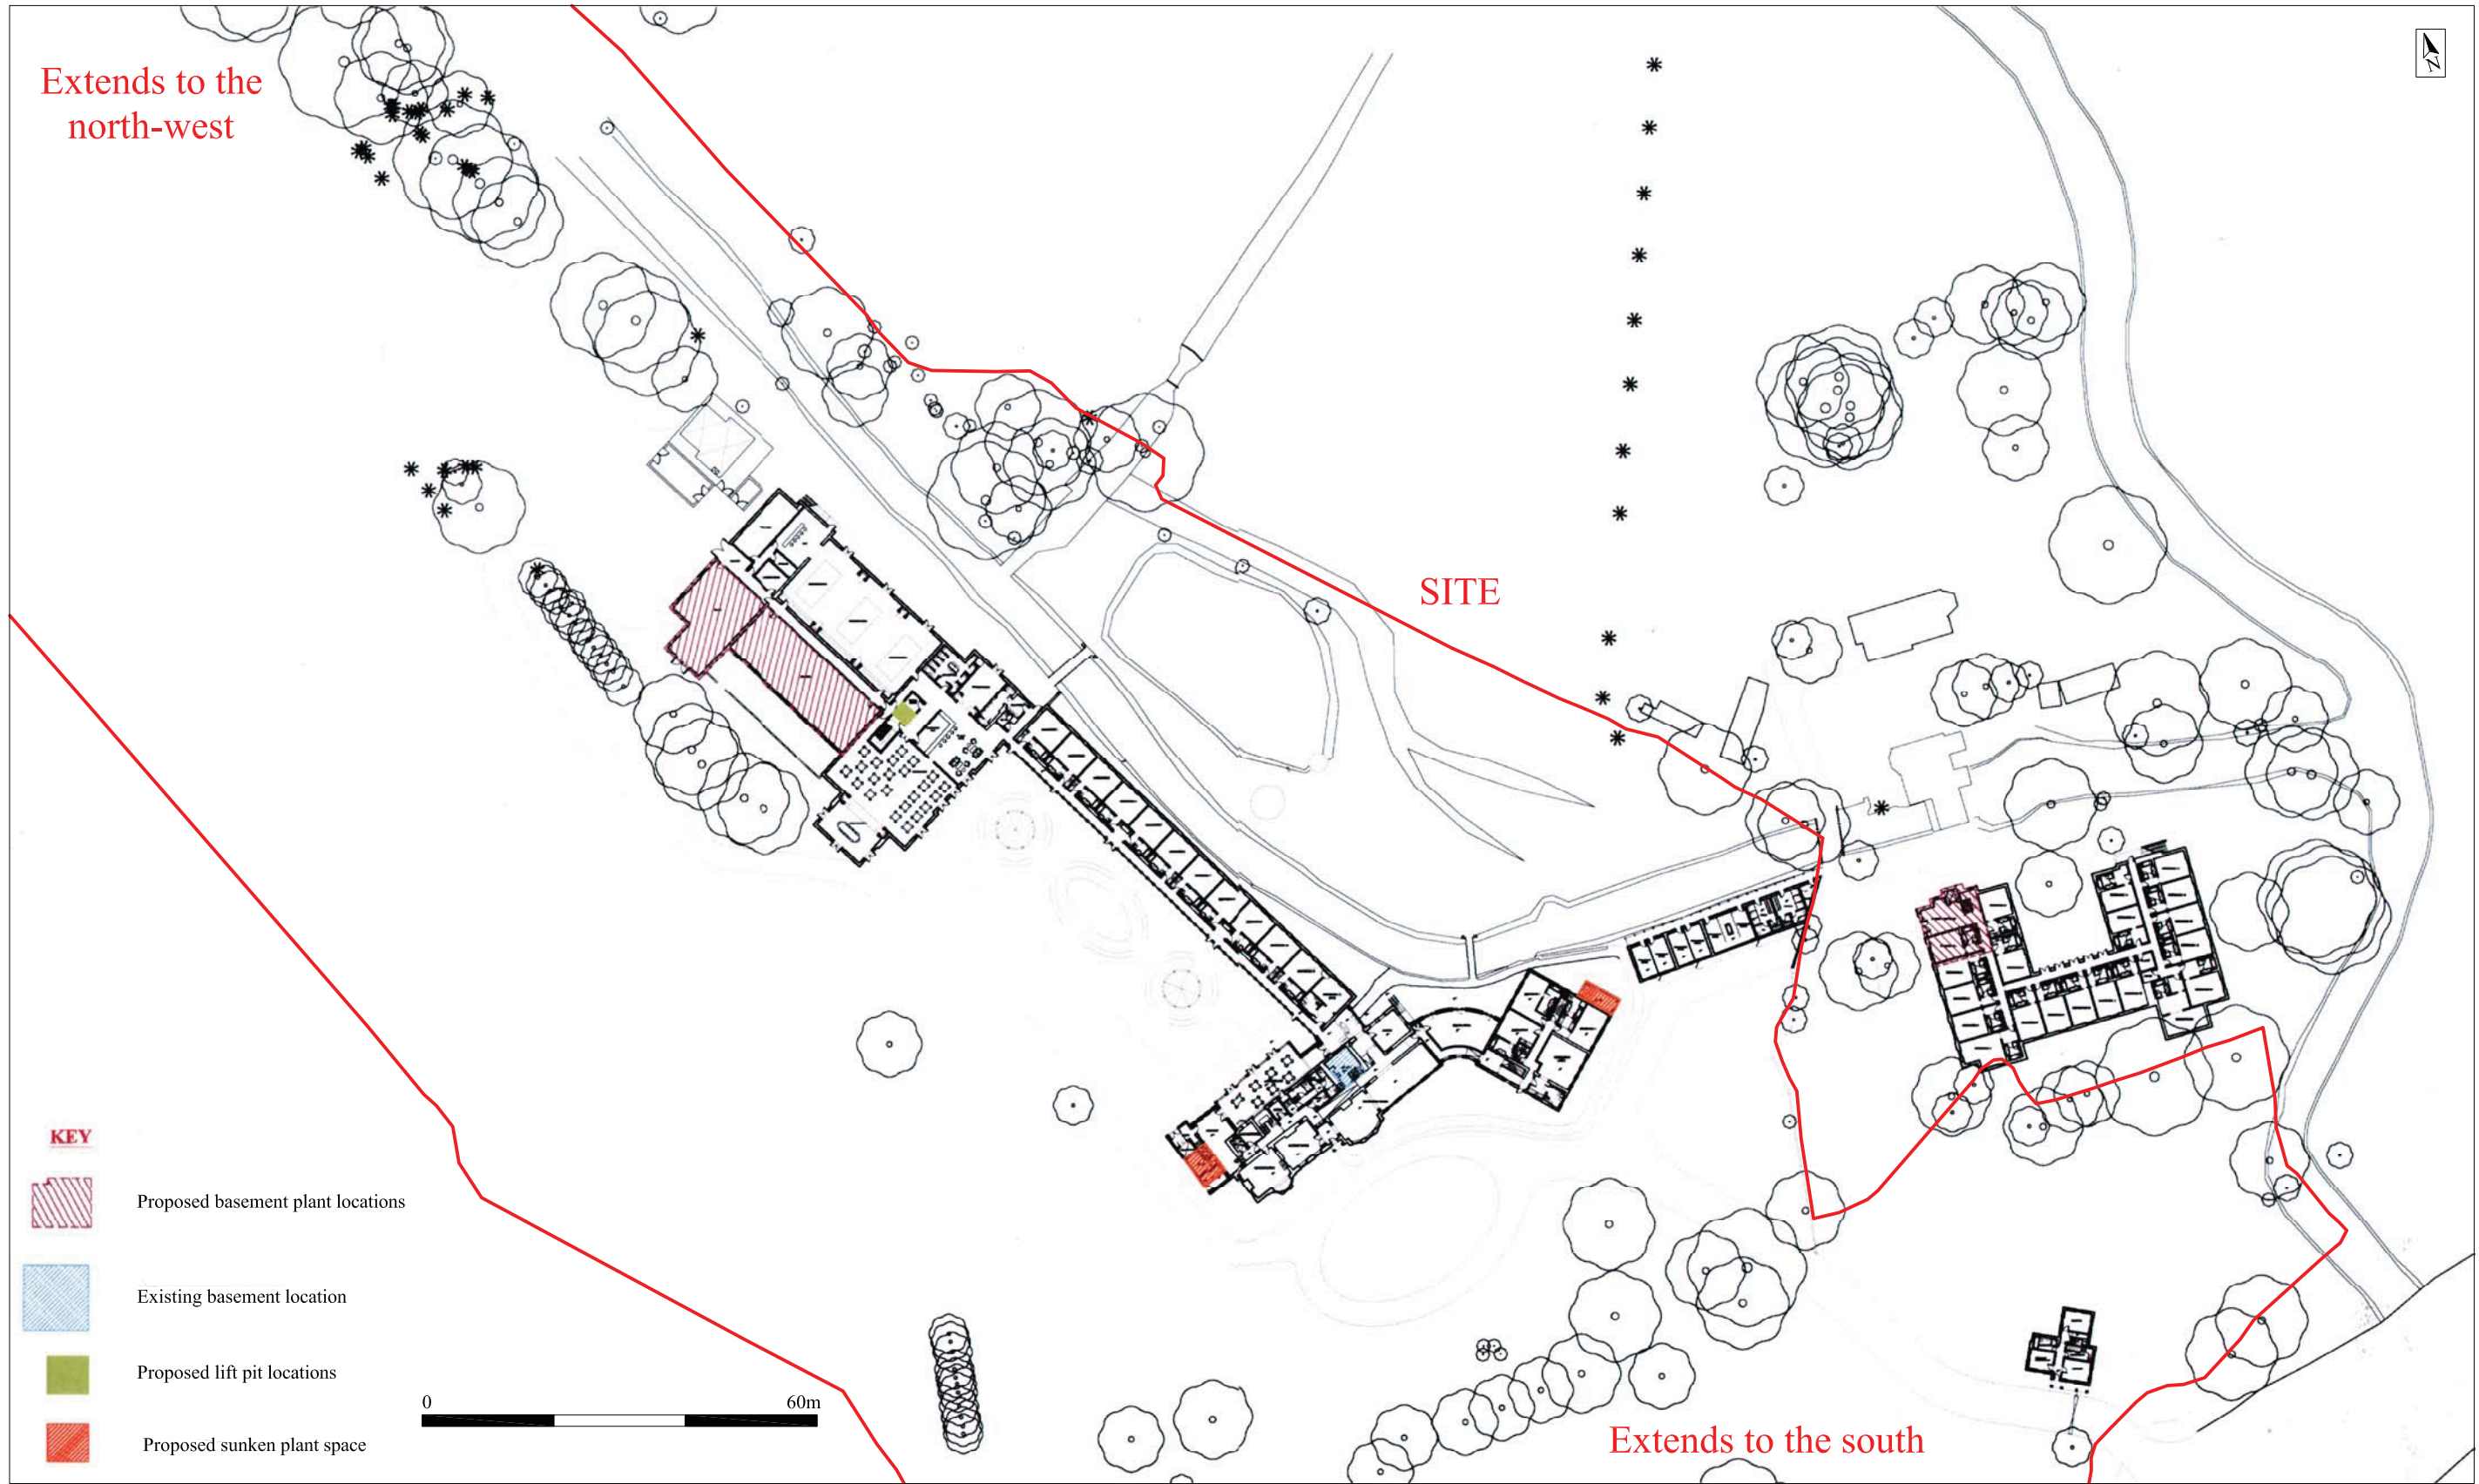 Extends to the
north-west
N
SITE
KEY
Proposed basement plant locations
Existing basement location
Proposed lift pit locations
0 60m
Proposed sunken plant space
Extends to the south